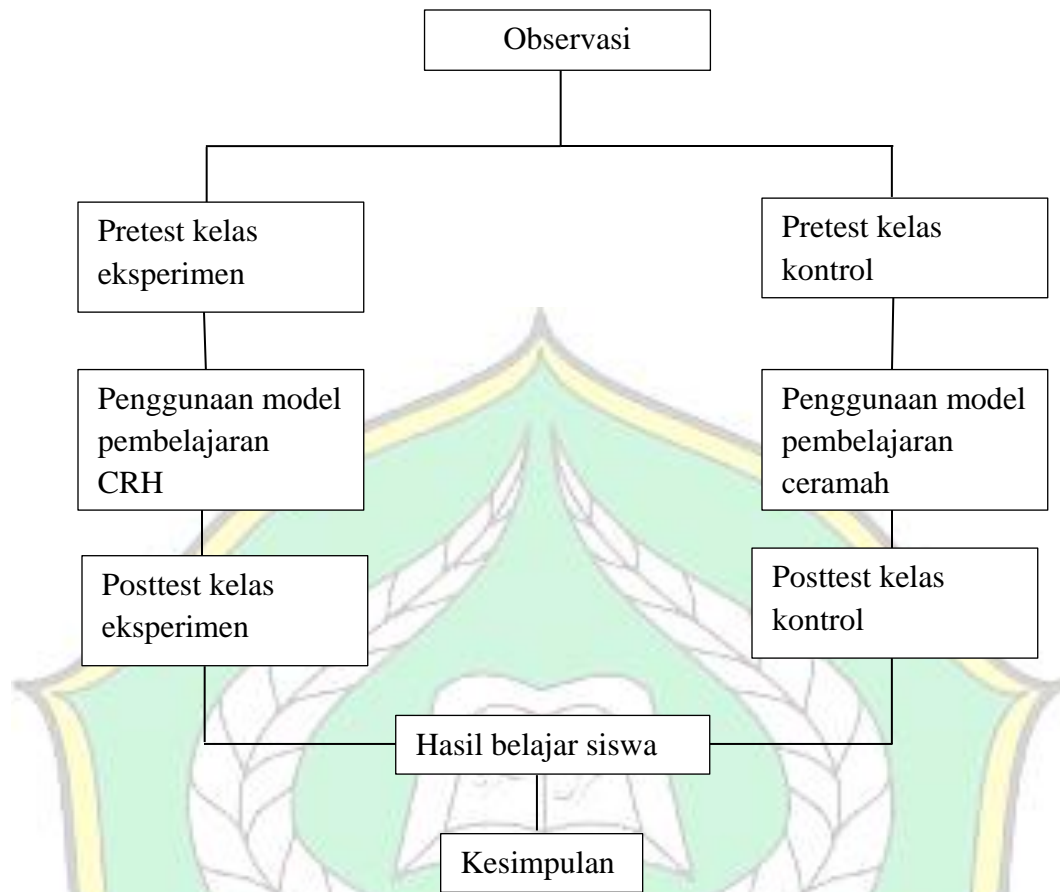 Observasi
Pretest kelas
eksperimen
Pretest kelas
kontrol
Penggunaan model
pembelajaran
CRH
Penggunaan model
pembelajaran
ceramah
Posttest kelas
eksperimen
Posttest kelas
kontrol
Hasil belajar siswa
Kesimpulan